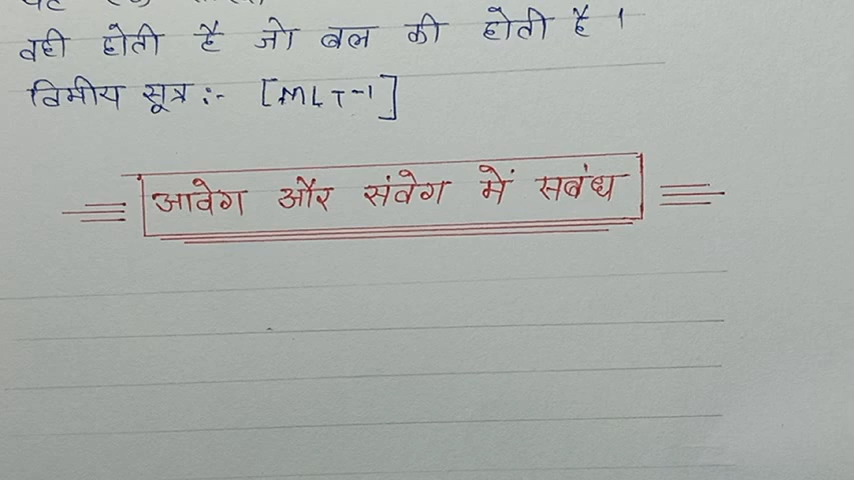 वही होती है जो बल की होती है ।
विमीय सूत्र :- [MLT-1]
आवेग और संवेग में सबंध